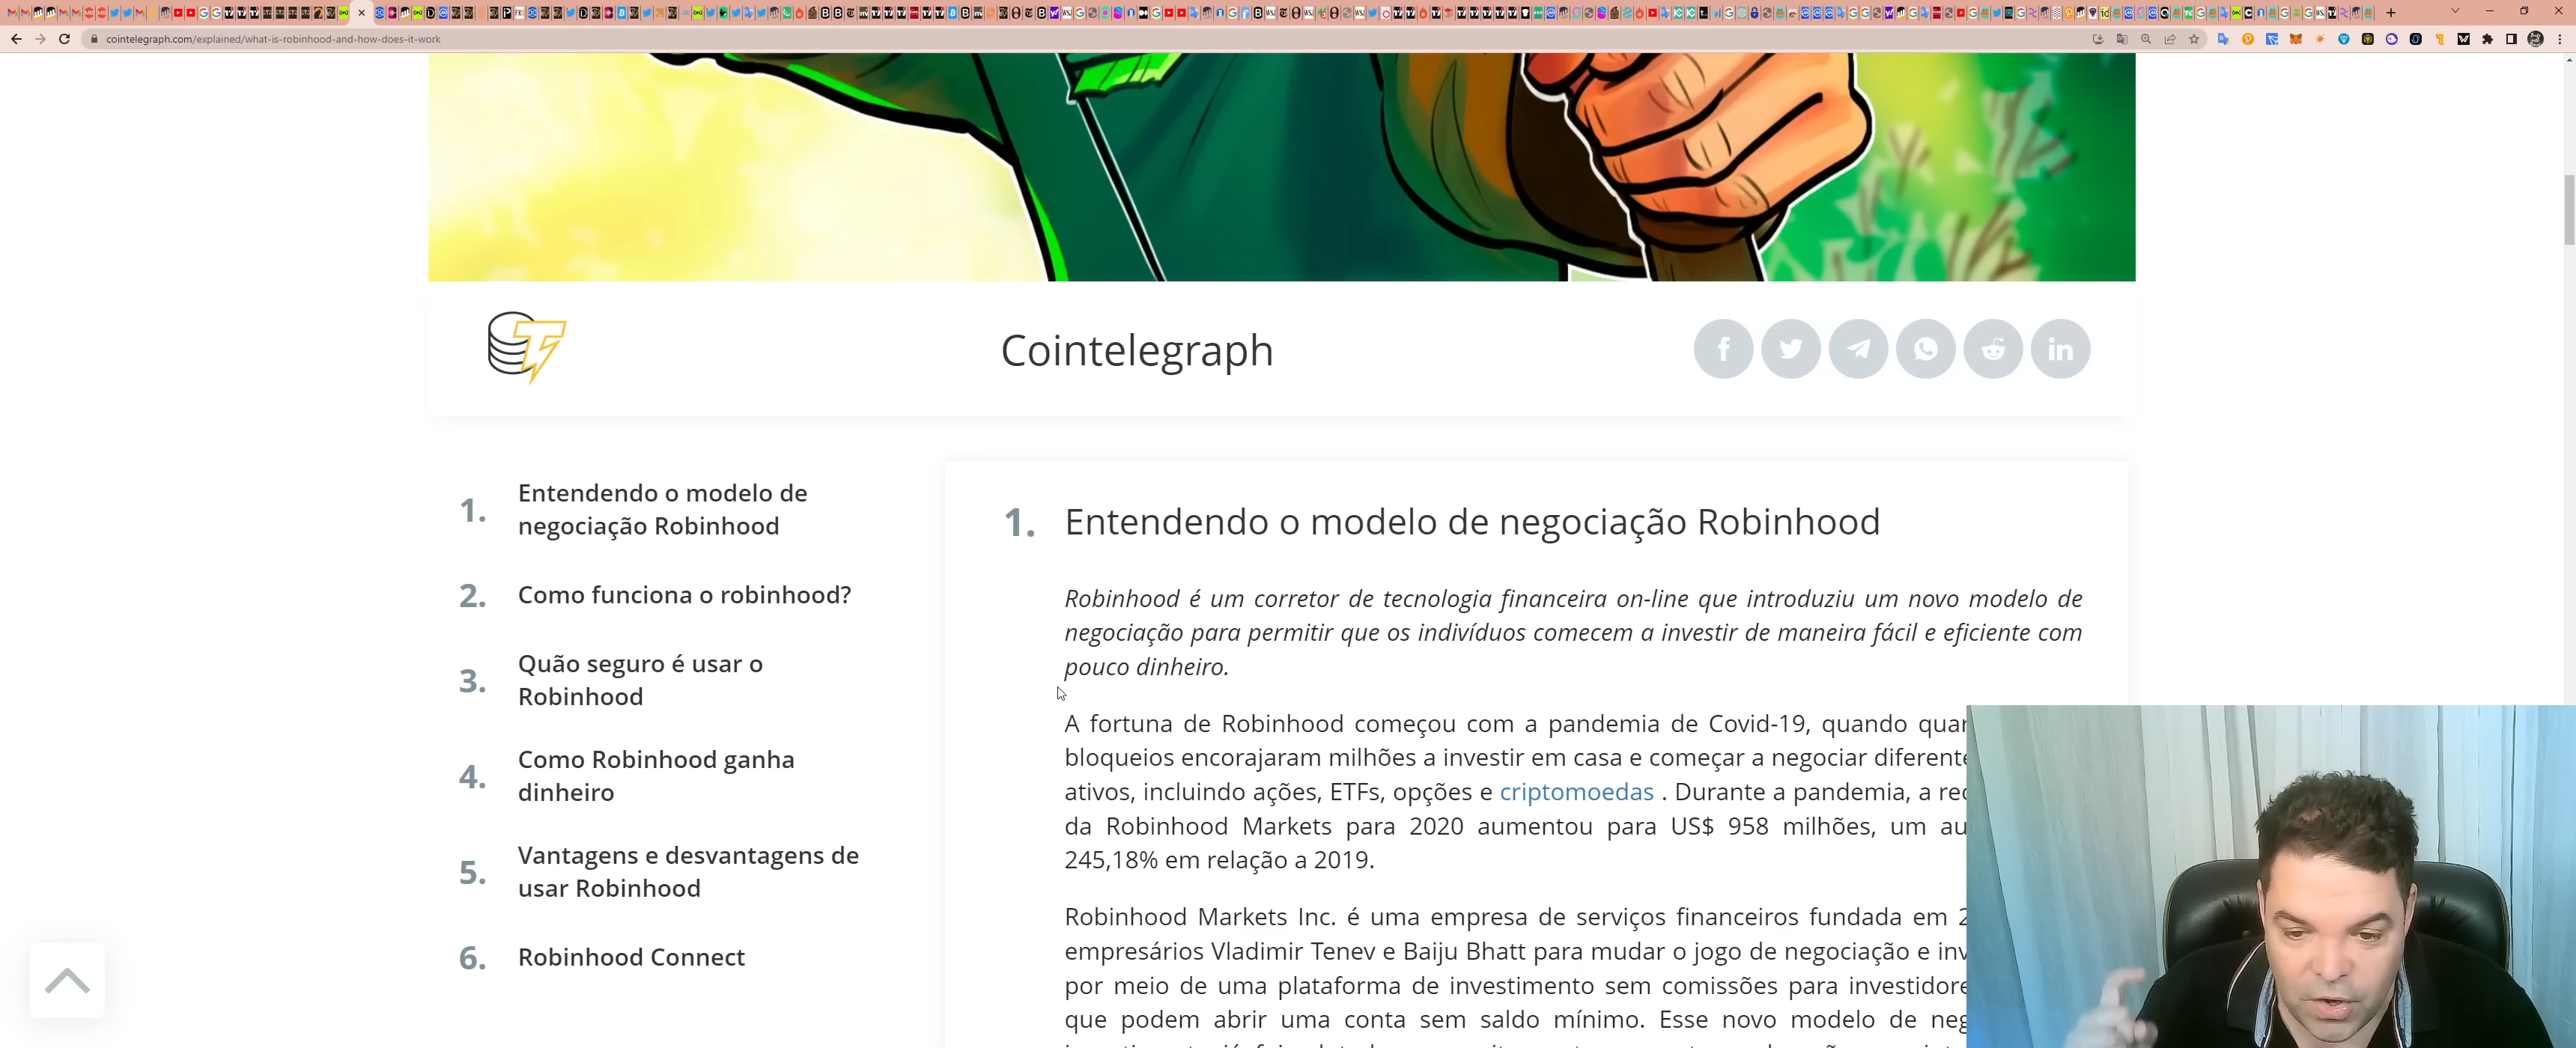 cointelegraph.com/explained/what-is-robinhood-and-how-does-it-work
Cointelegraph
1. Entendendo o modelo de
negociação Robinhood
2. Como funciona o robinhood?
3. Quão seguro é usar o
Robinhood
4. Como Robinhood ganha
dinheiro
5. Vantagens e desvantagens de
usar Robinhood
6. Robinhood Connect
1. Entendendo o modelo de negociação Robinhood
Robinhood é um corretor de tecnologia financeira on-line que introduziu um novo modelo de
negociação para permitir que os indivíduos comecem a investir de maneira fácil e eficiente com
pouco dinheiro.
A fortuna de Robinhood começou com a pandemia de Covid-19, quando
bloqueios encorajaram milhões a investir em casa e começar a negociar
ativos, incluindo ações, ETFs, opções e criptomoedas . Durante a pandemia, a
da Robinhood Markets para 2020 aumentou para US$ 958 milhões, um
245,18% em relação a 2019.
Robinhood Markets Inc. é uma empresa de serviços financeiros fundada em
empresários Vladimir Tenev e Baiju Bhatt para mudar o jogo de negociação e
por meio de uma plataforma de investimento sem comissões para
que podem abrir uma conta sem saldo mínimo. Esse novo modelo de